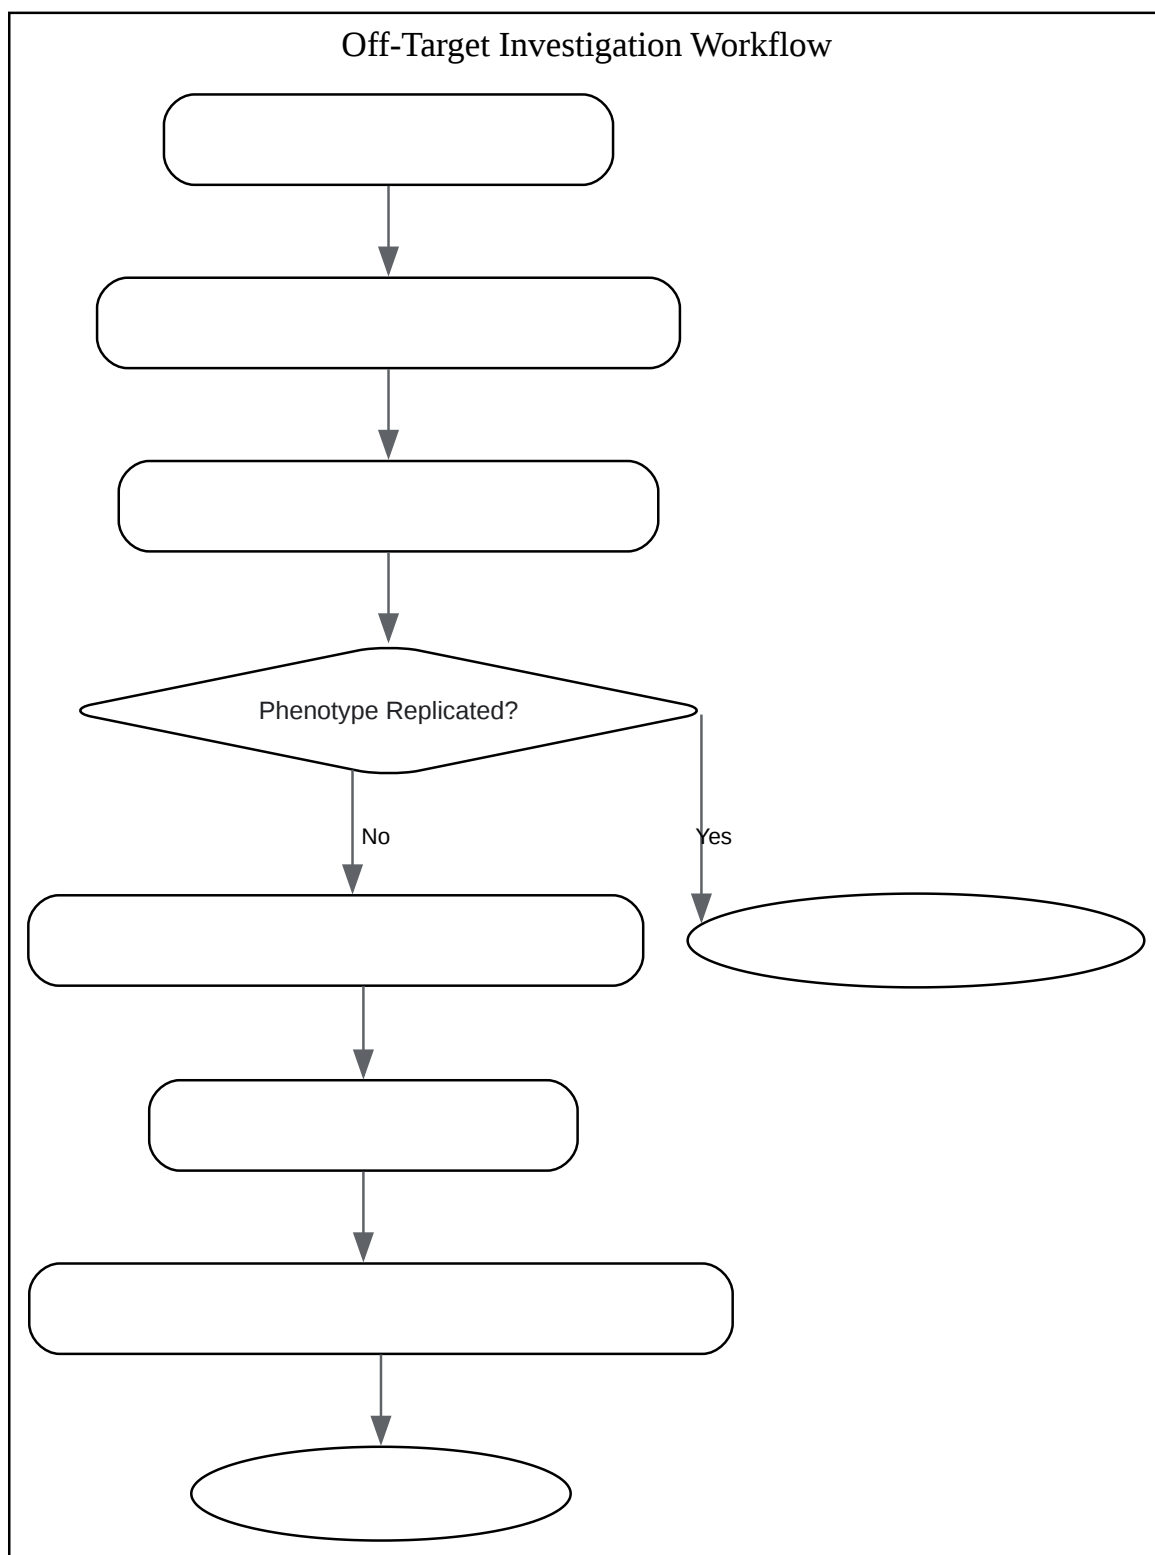 Off-Target Investigation Workflow
Phenotype Replicated?
No
Yes